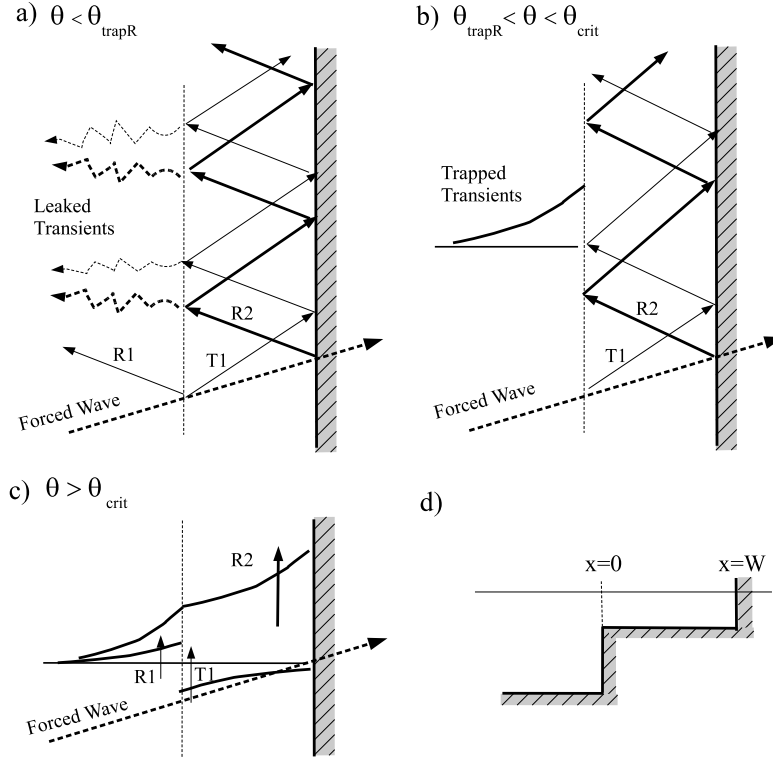 a) θ < θtrapR
Leaked
Transients
R1
R2
T1
Forced Wave
b) θtrapR < θ < θcrit
Trapped
Transients
R2
T1
Forced Wave
c) θ > θcrit
R2
R1
T1
Forced Wave
d)
x=0
x=W